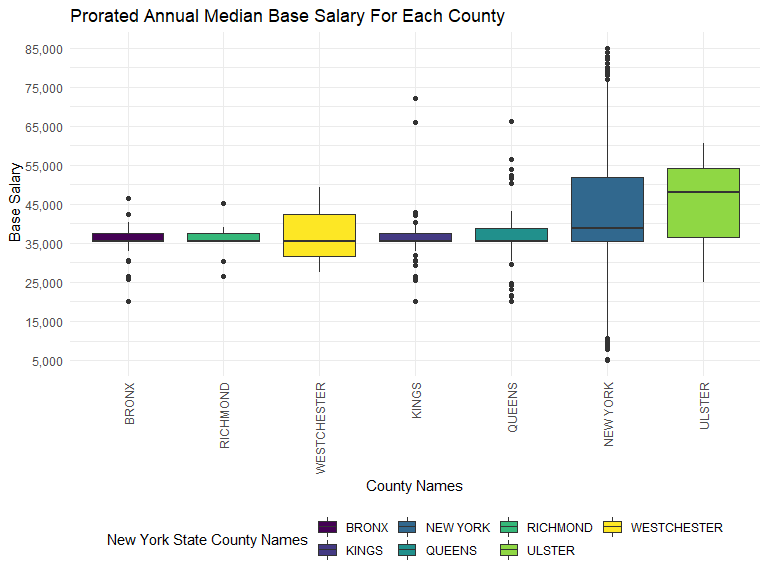 Prorated Annual Median Base Salary For Each County
85,000
75,000
65,000
55,000
45,000
35,000
25,000
15,000
5,000
Base Salary
BRONX
RICHMOND
WESTCHESTER
KINGS
QUEENS
NEW YORK
ULSTER
County Names
New York State County Names
BRONX NEW YORK RICHMOND WESTCHESTER
KINGS QUEENS ULSTER